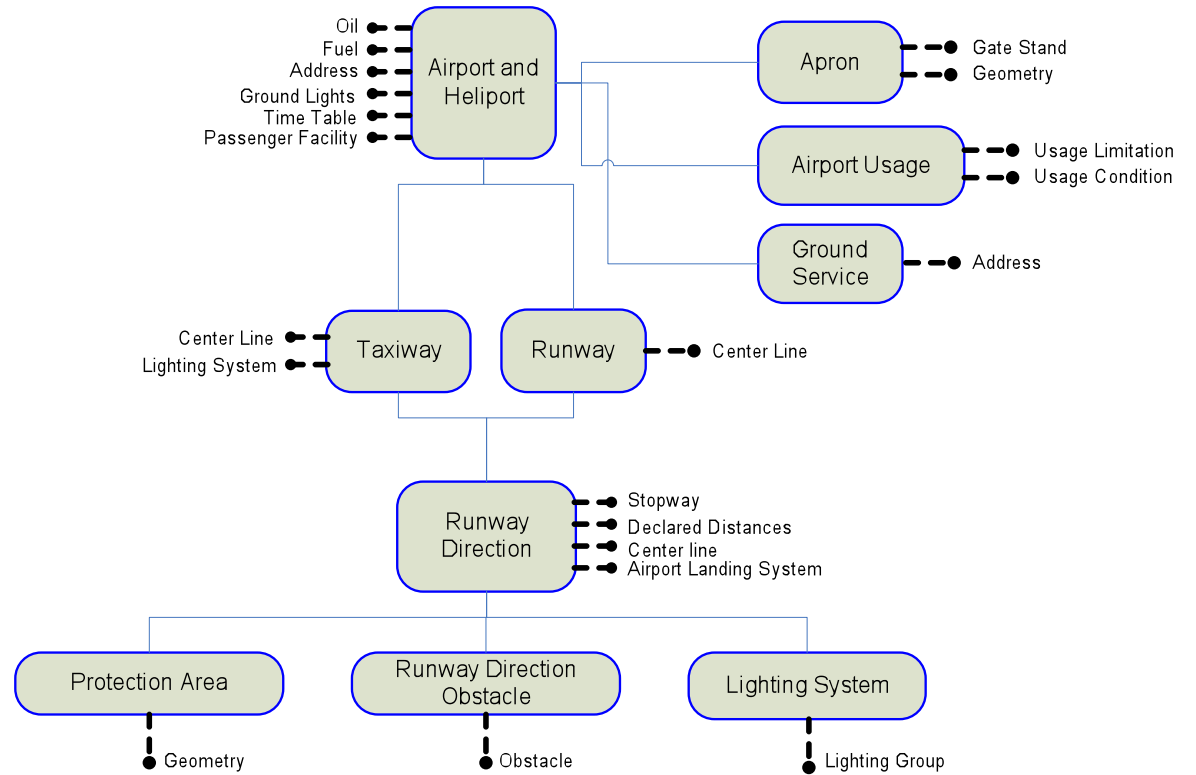 Oil
Fuel
Address
Ground Lights
Time Table
Passenger Facility
Airport and
Heliport
Apron
Gate Stand
Geometry
Airport Usage
Usage Limitation
Usage Condition
Ground
Service
Address
Center Line
Lighting System
Taxiway
Runway
Center Line
Runway
Direction
Stopway
Declared Distances
Center line
Airport Landing System
Protection Area
Geometry
Runway Direction
Obstacle
Obstacle
Lighting System
Lighting Group